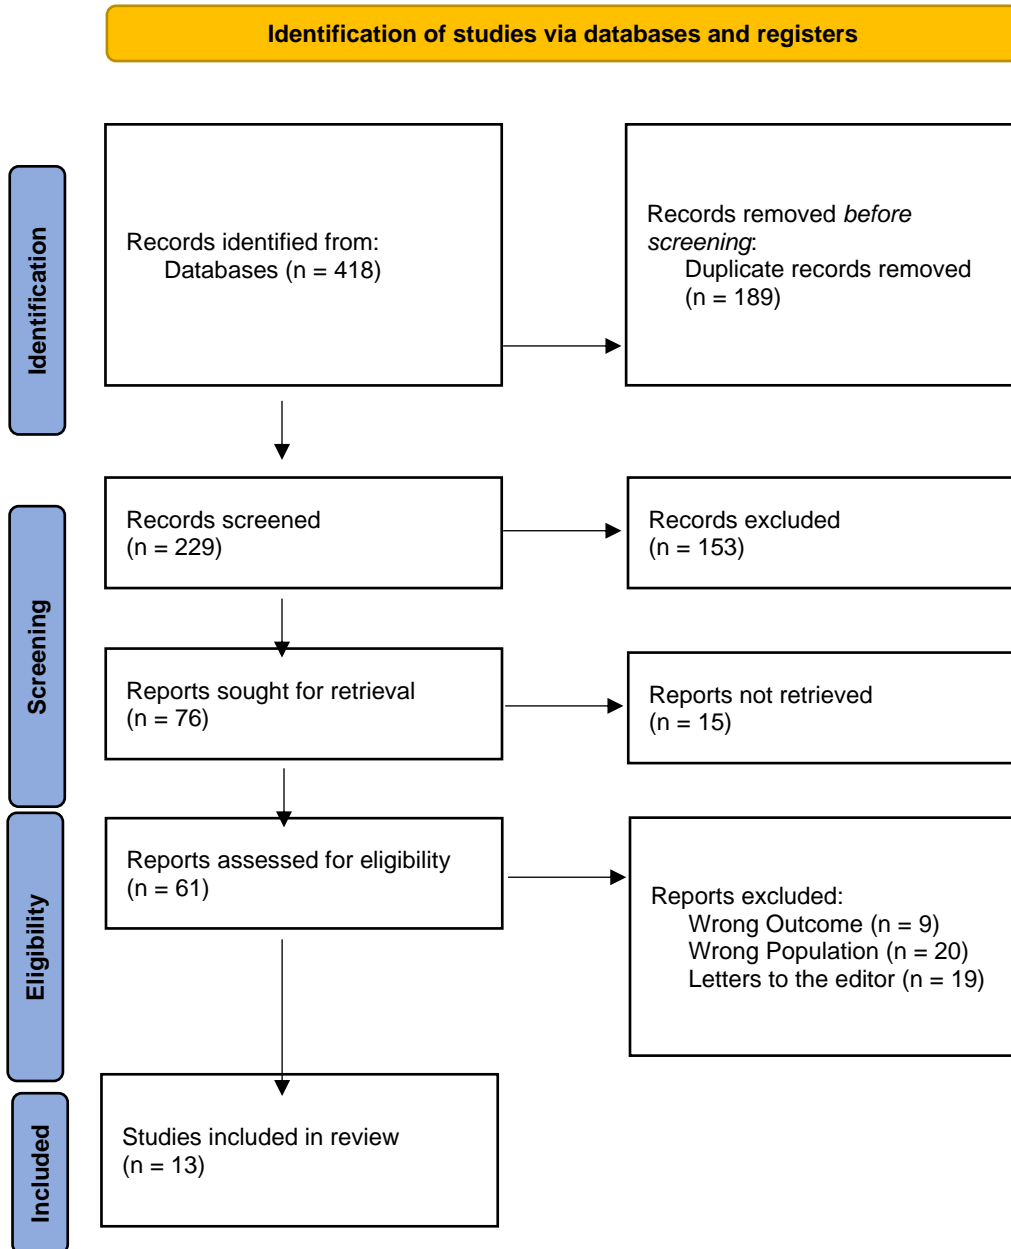 Identification of studies via databases and registers
Identification
Records identified from:
Databases (n = 418)
Records removed before
screening:
Duplicate records removed
(n = 189)
Screening
Records screened
(n = 229)
Records excluded
(n = 153)
Reports sought for retrieval
(n = 76)
Reports not retrieved
(n = 15)
Eligibility
Reports assessed for eligibility
(n = 61)
Reports excluded:
Wrong Outcome (n = 9)
Wrong Population (n = 20)
Letters to the editor (n = 19)
Included
Studies included in review
(n = 13)